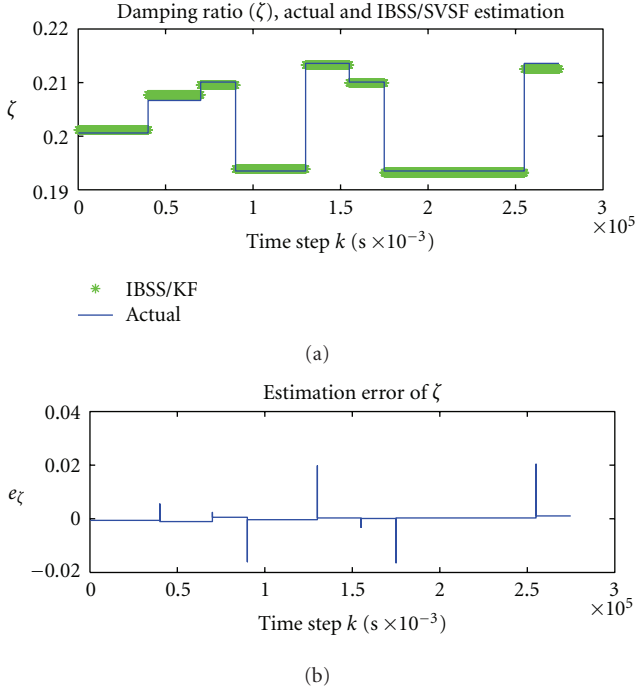 Damping ratio (ζ), actual and IBSS/SVSF estimation
0.22
0.21
ζ
0.2
0.19
0 0.5 1 1.5 2 2.5 3
×10⁵
Time step k (s ×10⁻³)
IBSS/KF
Actual
(a)
Estimation error of ζ
0.04
0.02
eζ
0
−0.02
0 0.5 1 1.5 2 2.5 3
×10⁵
Time step k (s ×10⁻³)
(b)